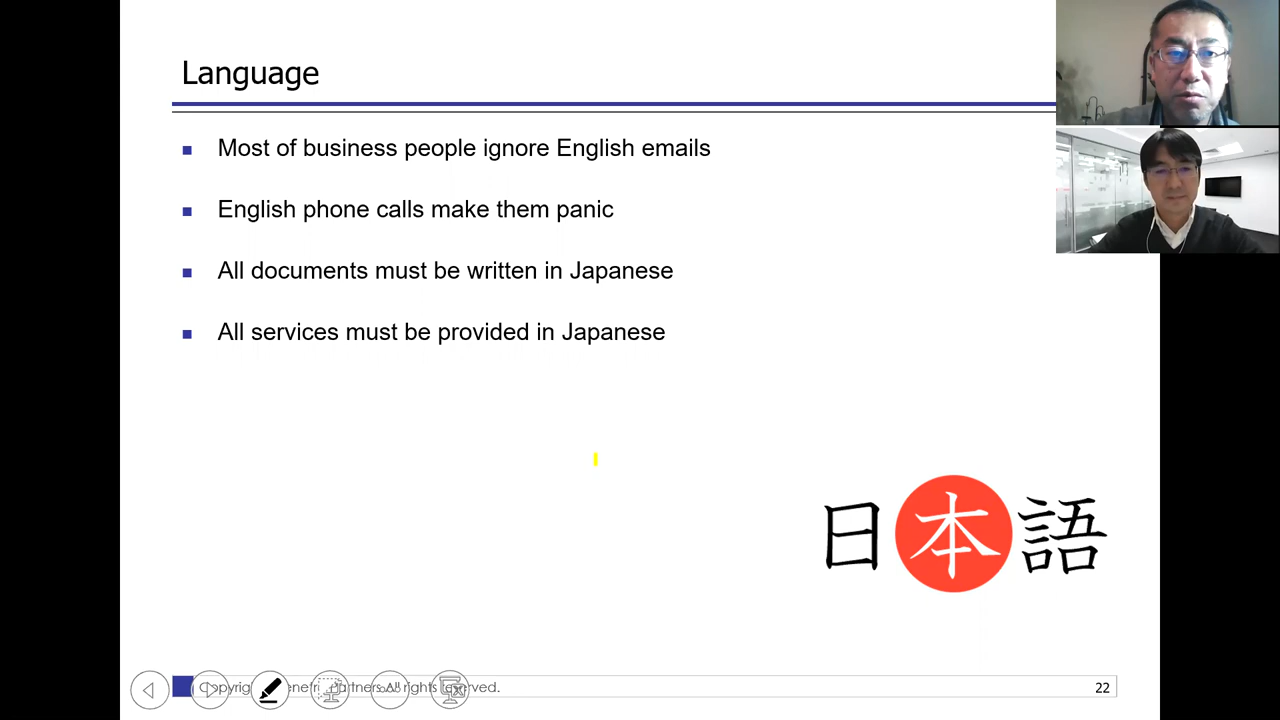 Language
Most of business people ignore English emails
English phone calls make them panic
All documents must be written in Japanese
All services must be provided in Japanese
日本語
Partners All rights reserved.
22